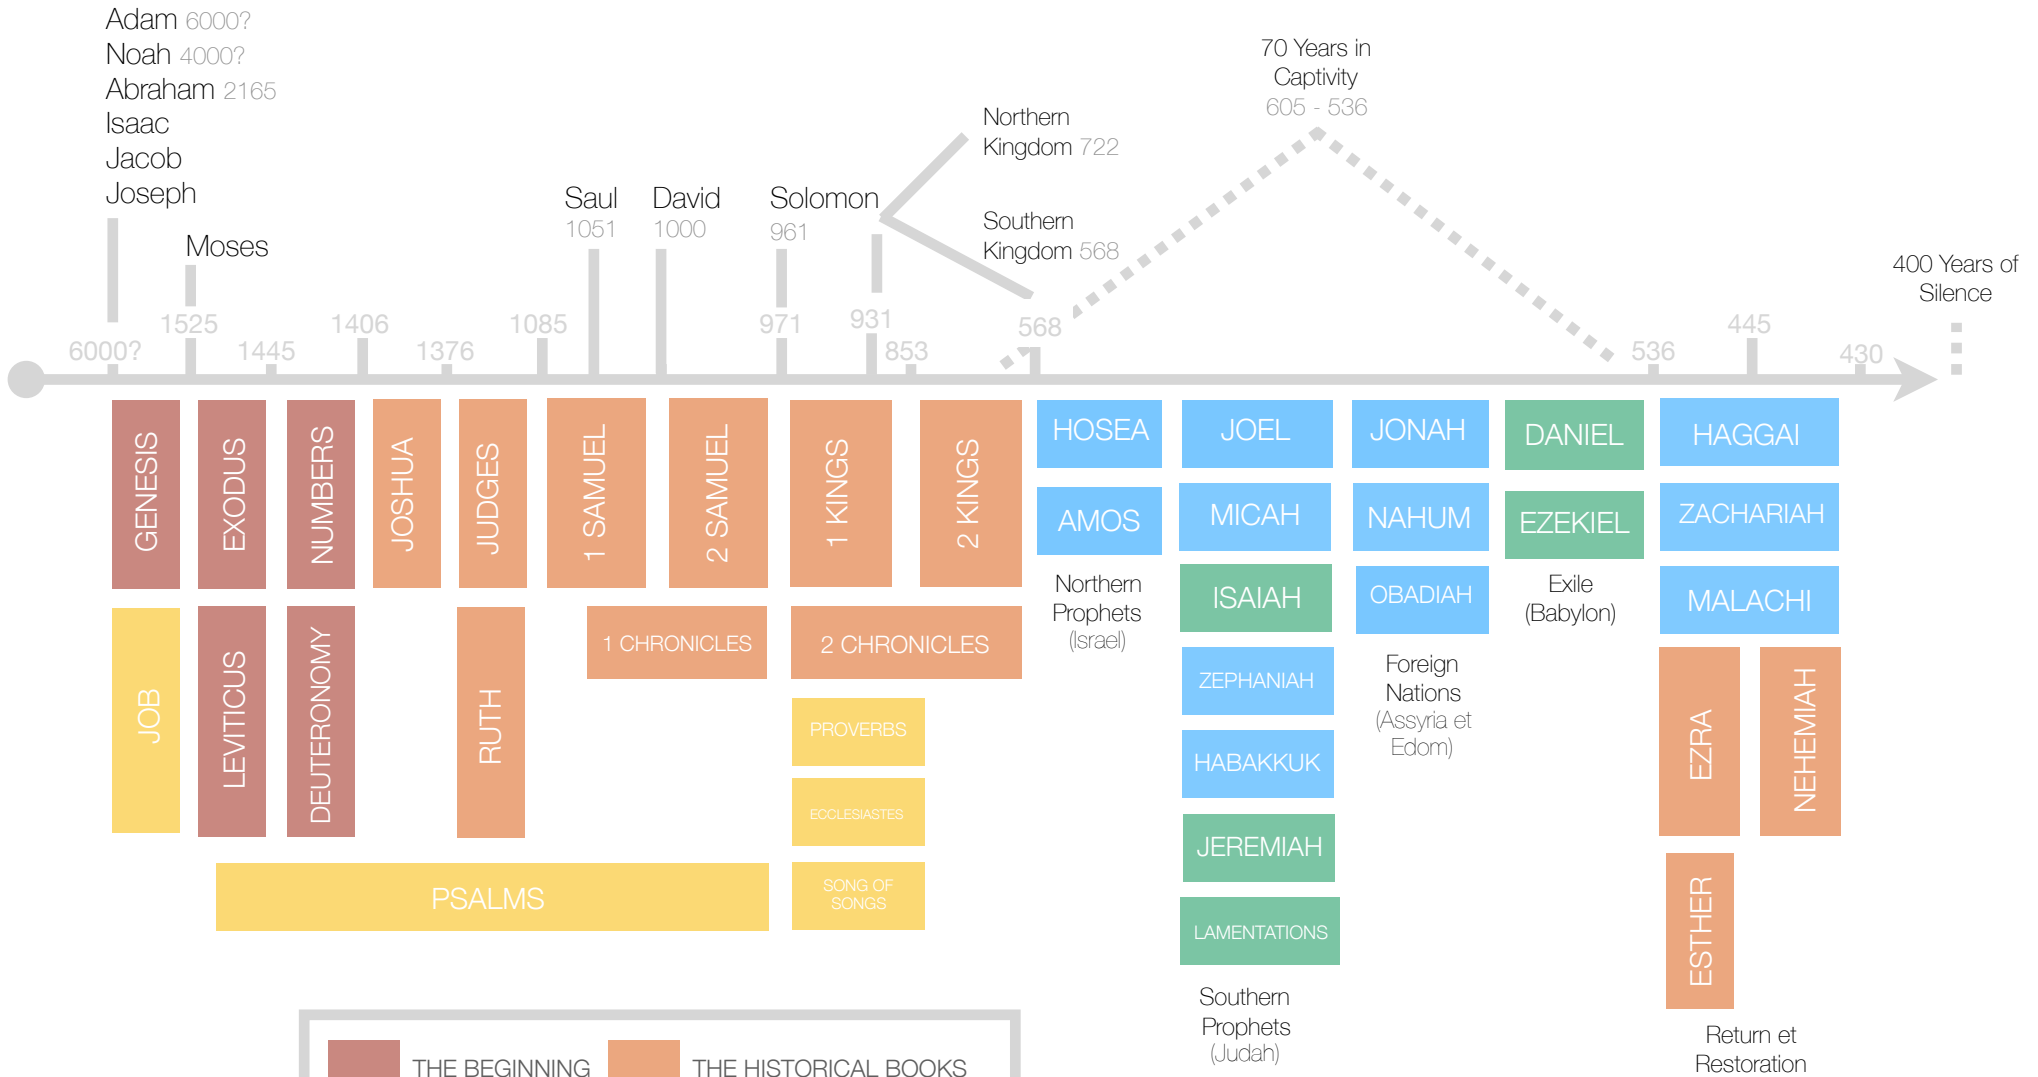 Adam 6000?
Noah 4000?
Abraham 2165
Isaac
Jacob
Joseph
Moses
Saul
1051
David
1000
Solomon
961
Northern
Kingdom 722
Southern
Kingdom 568
70 Years in
Captivity
605 - 536
400 Years of
Silence
6000?
1525
1445
1406
1376
1085
971
931
853
568
536
445
430
GENESIS
EXODUS
NUMBERS
JOSHUA
JUDGES
1 SAMUEL
2 SAMUEL
1 KINGS
2 KINGS
JOB
LEVITICUS
DEUTERONOMY
RUTH
1 CHRONICLES
2 CHRONICLES
PROVERBS
ECCLESIASTES
SONG OF
SONGS
PSALMS
HOSEA
AMOS
Northern
Prophets
(Israel)
JOEL
MICAH
ISAIAH
ZEPHANIAH
HABAKKUK
JEREMIAH
LAMENTATIONS
Southern
Prophets
(Judah)
JONAH
NAHUM
OBADIAH
Foreign
Nations
(Assyria et
Edom)
DANIEL
EZEKIEL
Exile
(Babylon)
HAGGAI
ZACHARIAH
MALACHI
EZRA
NEHEMIAH
ESTHER
Return et
Restoration
THE BEGINNING
THE HISTORICAL BOOKS